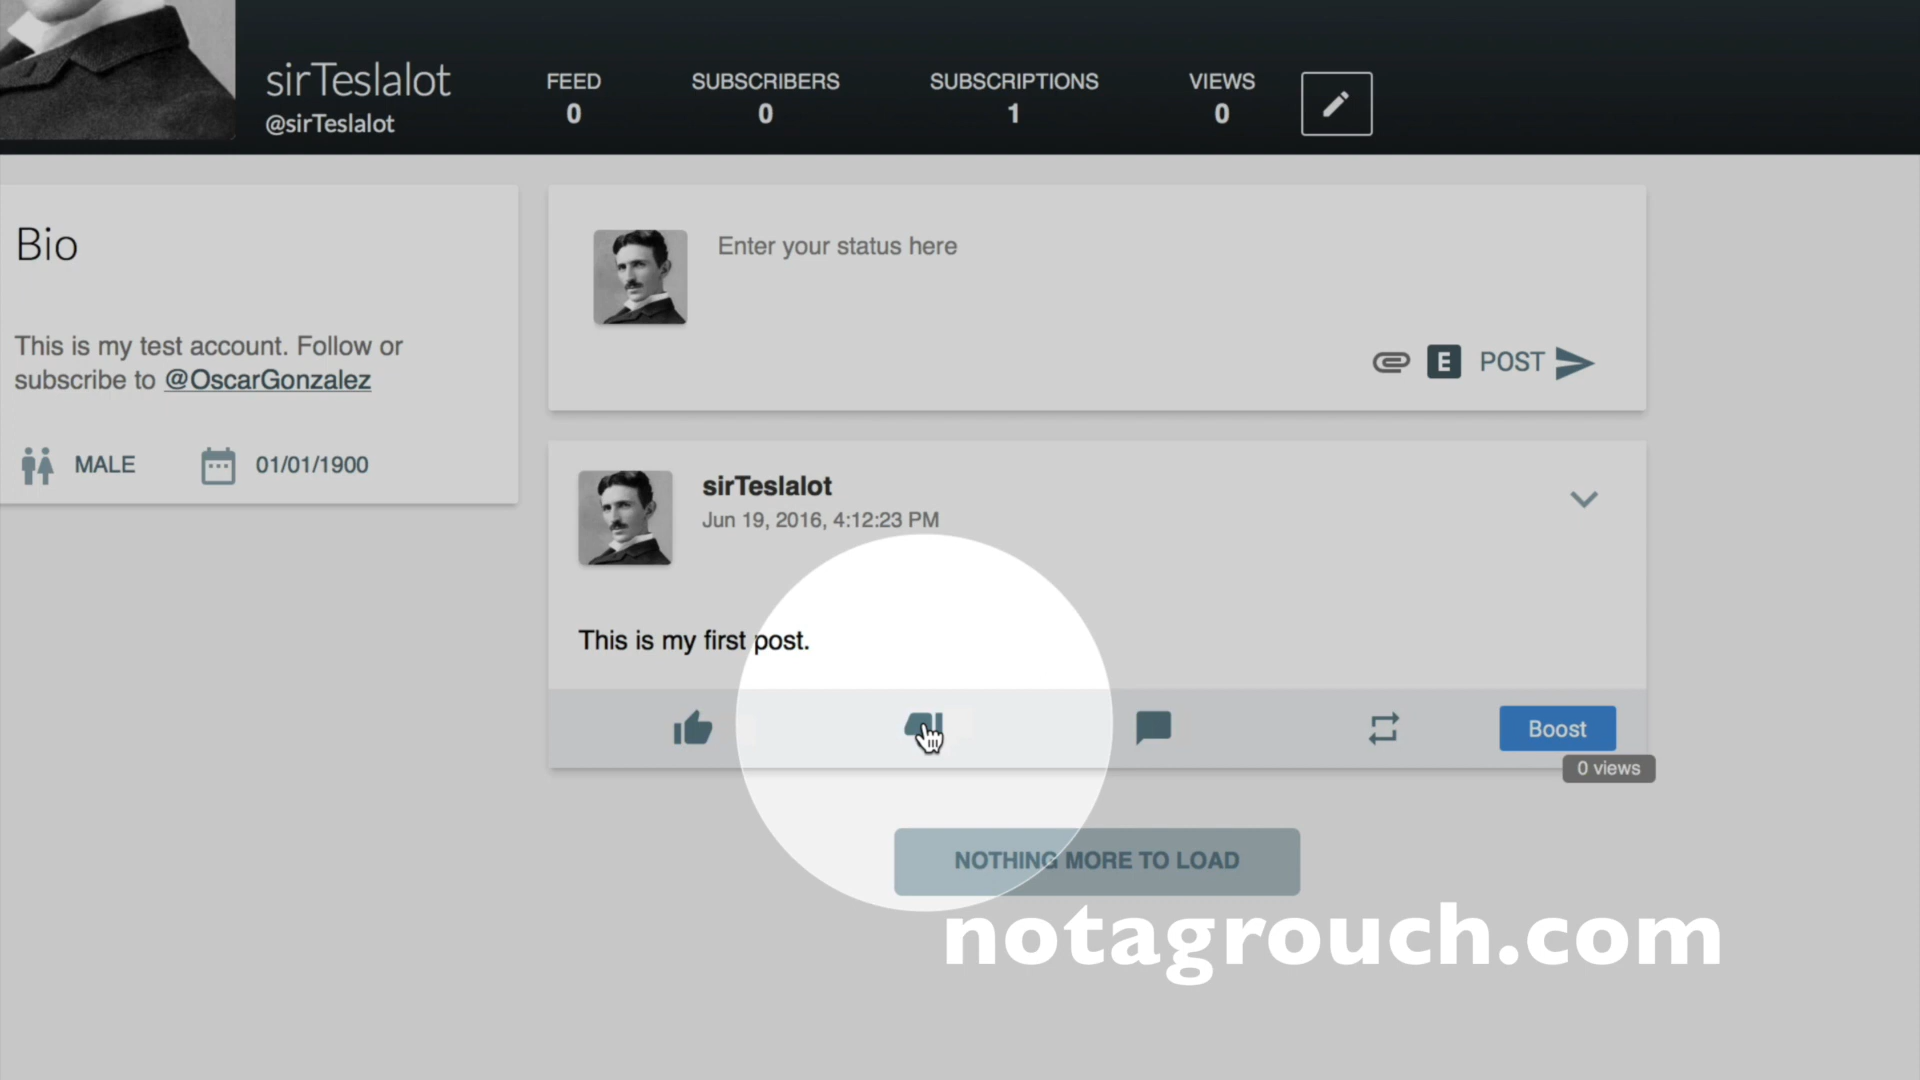 sirTeslalot
@sirTeslalot
FEED
0
SUBSCRIBERS
0
SUBSCRIPTIONS
1
VIEWS
0
Bio
This is my test account. Follow or
subscribe to @OscarGonzalez
MALE
01/01/1900
Enter your status here
E
POST
sirTeslalot
Jun 19, 2016, 4:12:23 PM
This is my first post.
Boost
0 views
NOTHING MORE TO LOAD
notagrouch.com